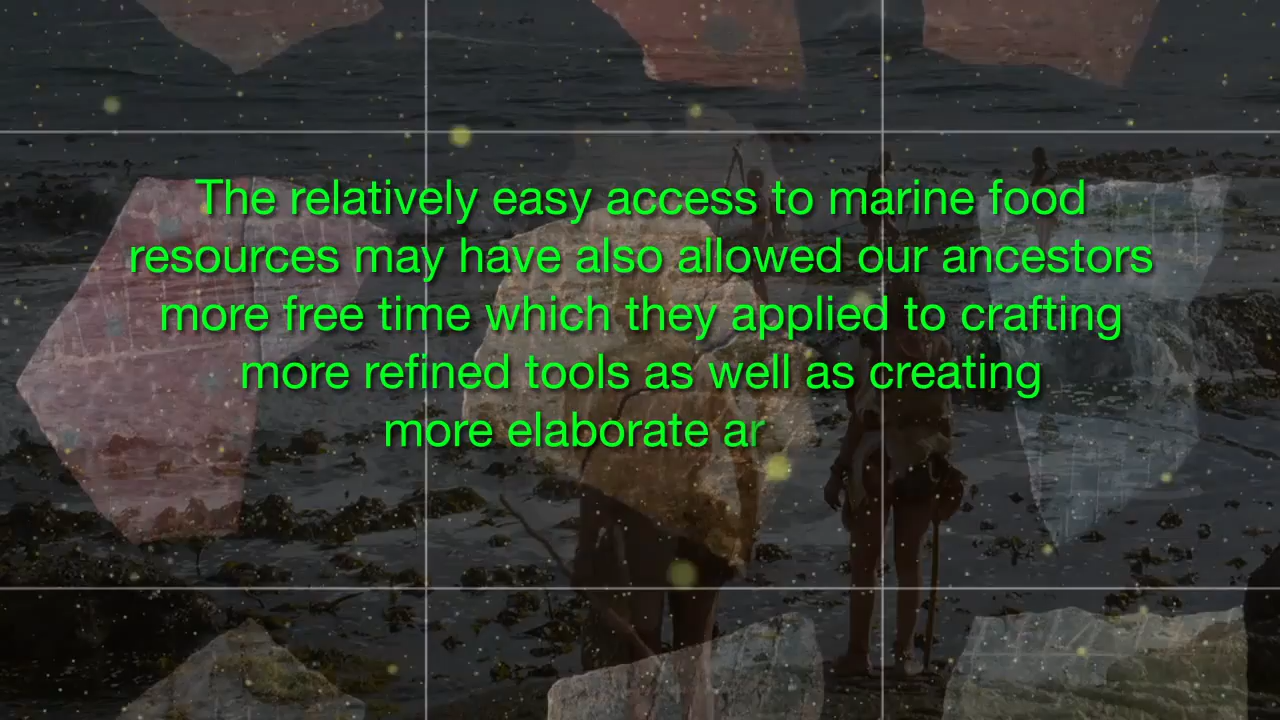 The relatively easy access to marine food
resources may have also allowed our ancestors
more free time which they applied to crafting
more refined tools as well as creating
more elaborate ar